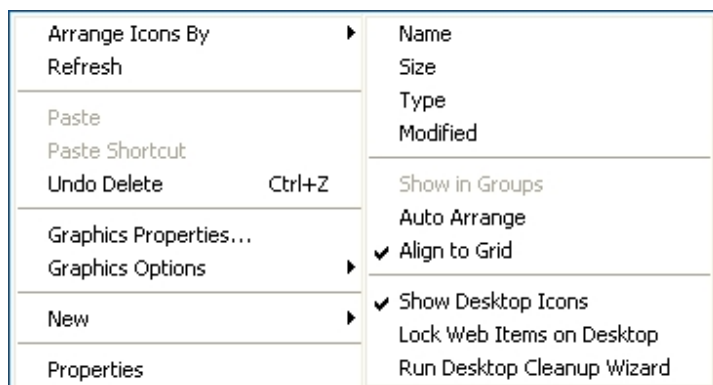 Arrange Icons By
Refresh
Paste
Paste Shortcut
Undo Delete Ctrl+Z
Graphics Properties...
Graphics Options
New
Properties
Name
Size
Type
Modified
Show in Groups
Auto Arrange
Align to Grid
Show Desktop Icons
Lock Web Items on Desktop
Run Desktop Cleanup Wizard